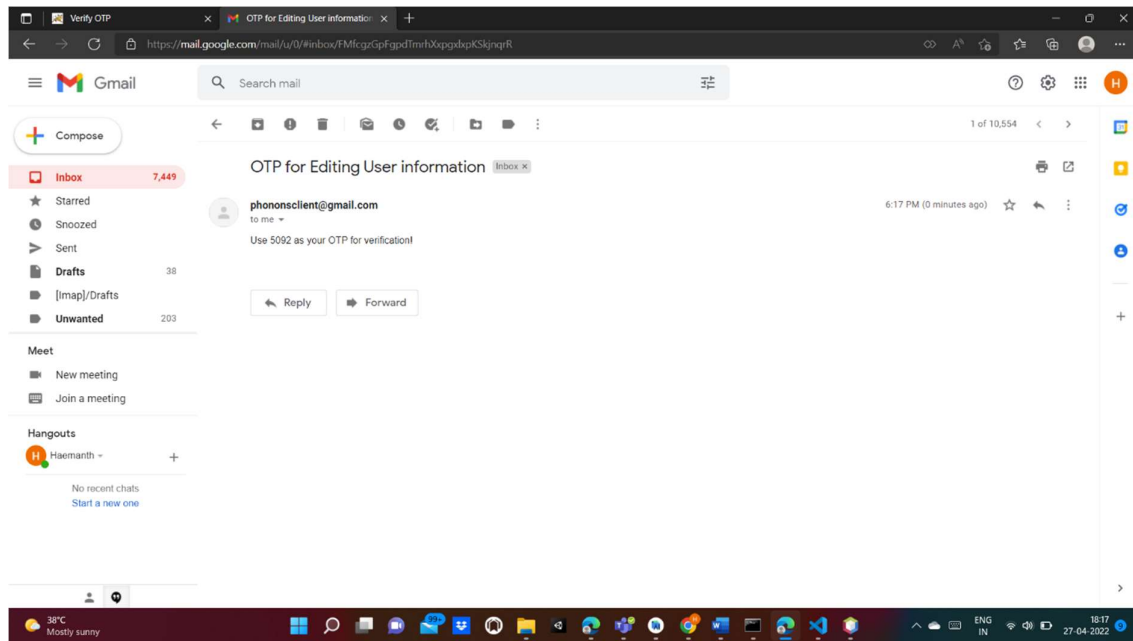 Verify OTP
OTP for Editing User information
https://mail.google.com/mail/u/0/#inbox/FMfcgzGpFgpdTmrhXxpgxlxpKSkjnqrR
Gmail
Search mail
H
Compose
1 of 10,554
Inbox 7,449
Starred
Snoozed
Sent
Drafts 38
[Imap]/Drafts
Unwanted 203
OTP for Editing User information Inbox ×
phononsclient@gmail.com 6:17 PM (0 minutes ago)
to me
Use 5092 as your OTP for verification!
Reply Forward
Meet
New meeting
Join a meeting
Hangouts
H Haemanth
No recent chats
Start a new one
38°C
Mostly sunny
99+
ENG
IN
18:17
27-04-2022